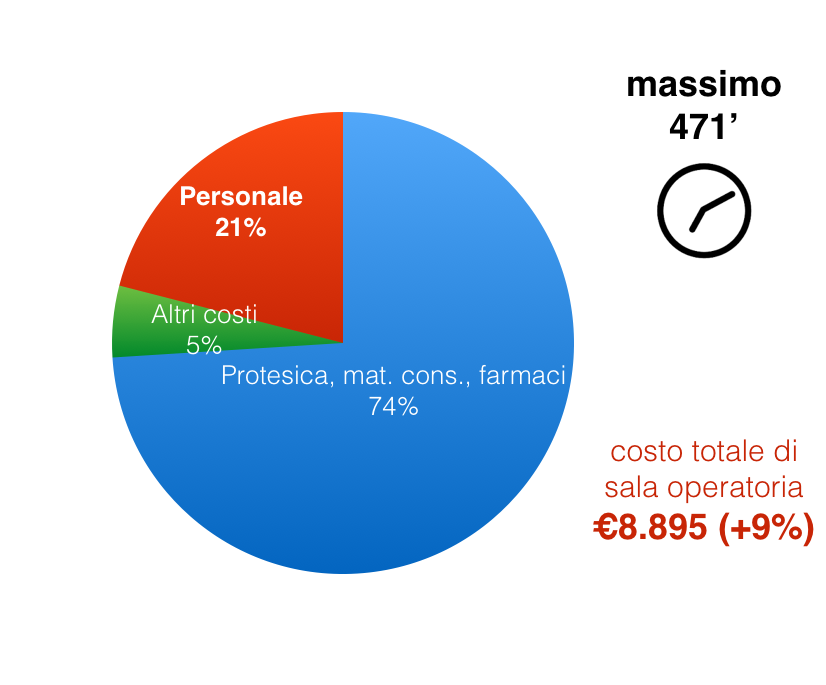 massimo
471’
Personale
21%
Altri costi
5%
Protesica, mat. cons., farmaci
74%
costo totale di
sala operatoria
€8.895 (+9%)